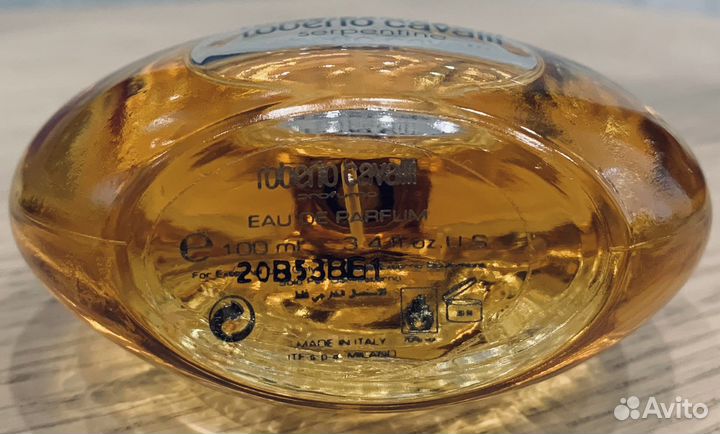 roberto cavalli
serpentine
roberto cavalli
EAU DE PARFUM
e 100 ml 3.4 fl oz. U.S.
20B53BB1
MADE IN ITALY
ITF s.p.a. MILANO
Avito